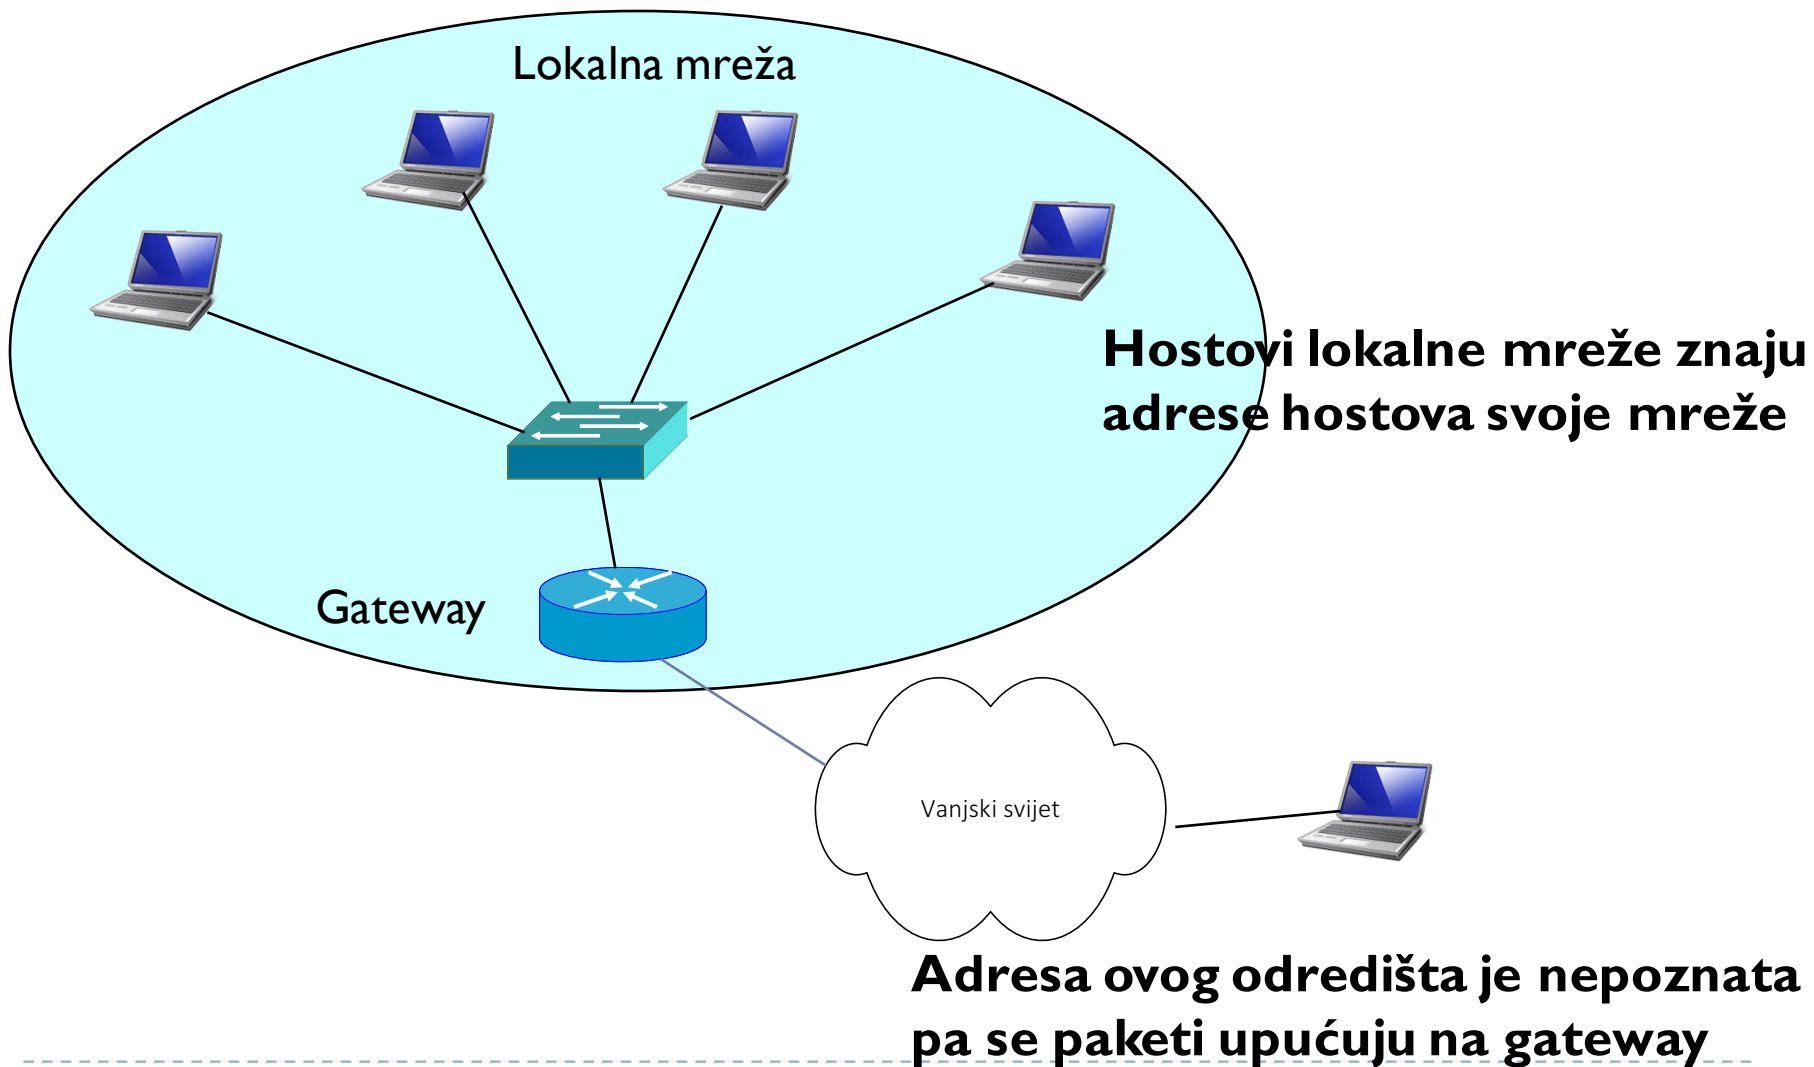 Lokalna mreža
Hostovi lokalne mreže znaju
adrese hostova svoje mreže
Gateway
Vanjski svijet
Adresa ovog odredišta je nepoznata
pa se paketi upućuju na gateway